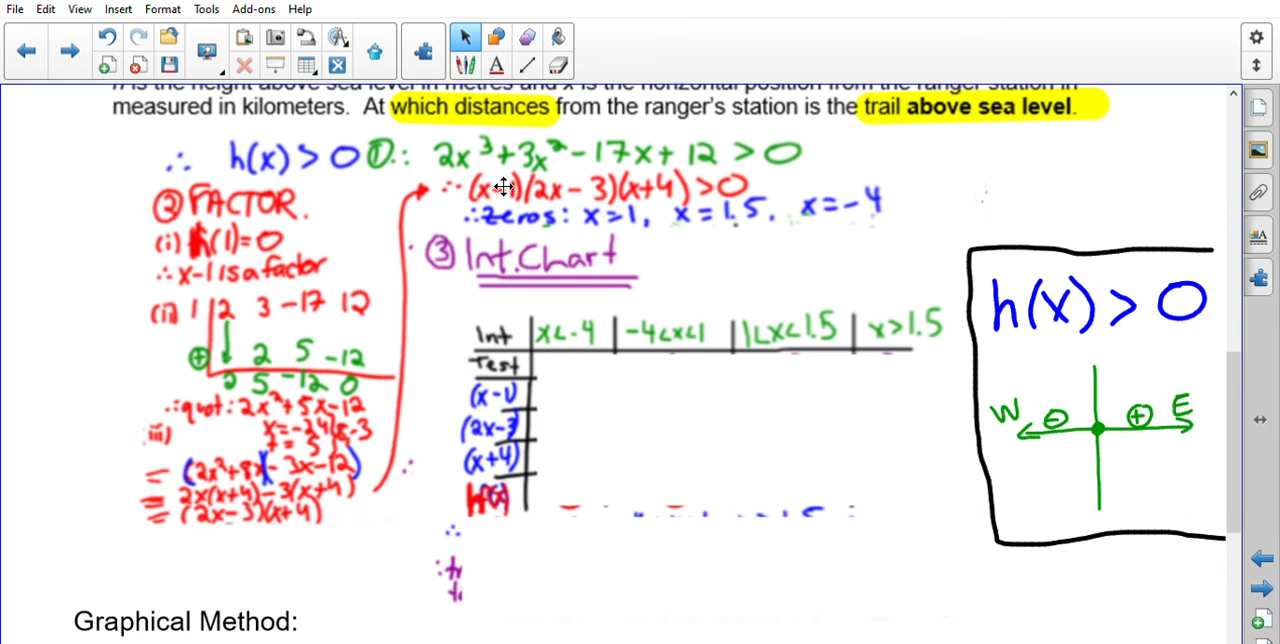 File Edit View Insert Format Tools Add-ons Help
measured in kilometers. At which distances from the ranger's station is the trail above sea level.
∴ h(x) > 0 ①∴ 2x³+3x²-17x+12 > 0
∴ (x-1)(2x-3)(x+4) > 0
∴zeros: x=1, x=1.5, x=-4
② FACTOR.
(i) h(1)=0
∴x-1 is a factor
(ii) 1 2 3 -17 12
⊕ 2 5 -12
2 5 -12 0
∴quot: 2x²+5x-12
iii)
= (2x²+8x)(-3x-12)
= 2x(x+4)-3(x+4)
= (2x-3)(x+4)
③ Int. Chart
Int x<-4 -4<x<1 1<x<1.5 x>1.5
Test
(x-1)
(2x-3)
(x+4)
h(x)
h(x) > 0
W ⊖ ⊕ E
Graphical Method: